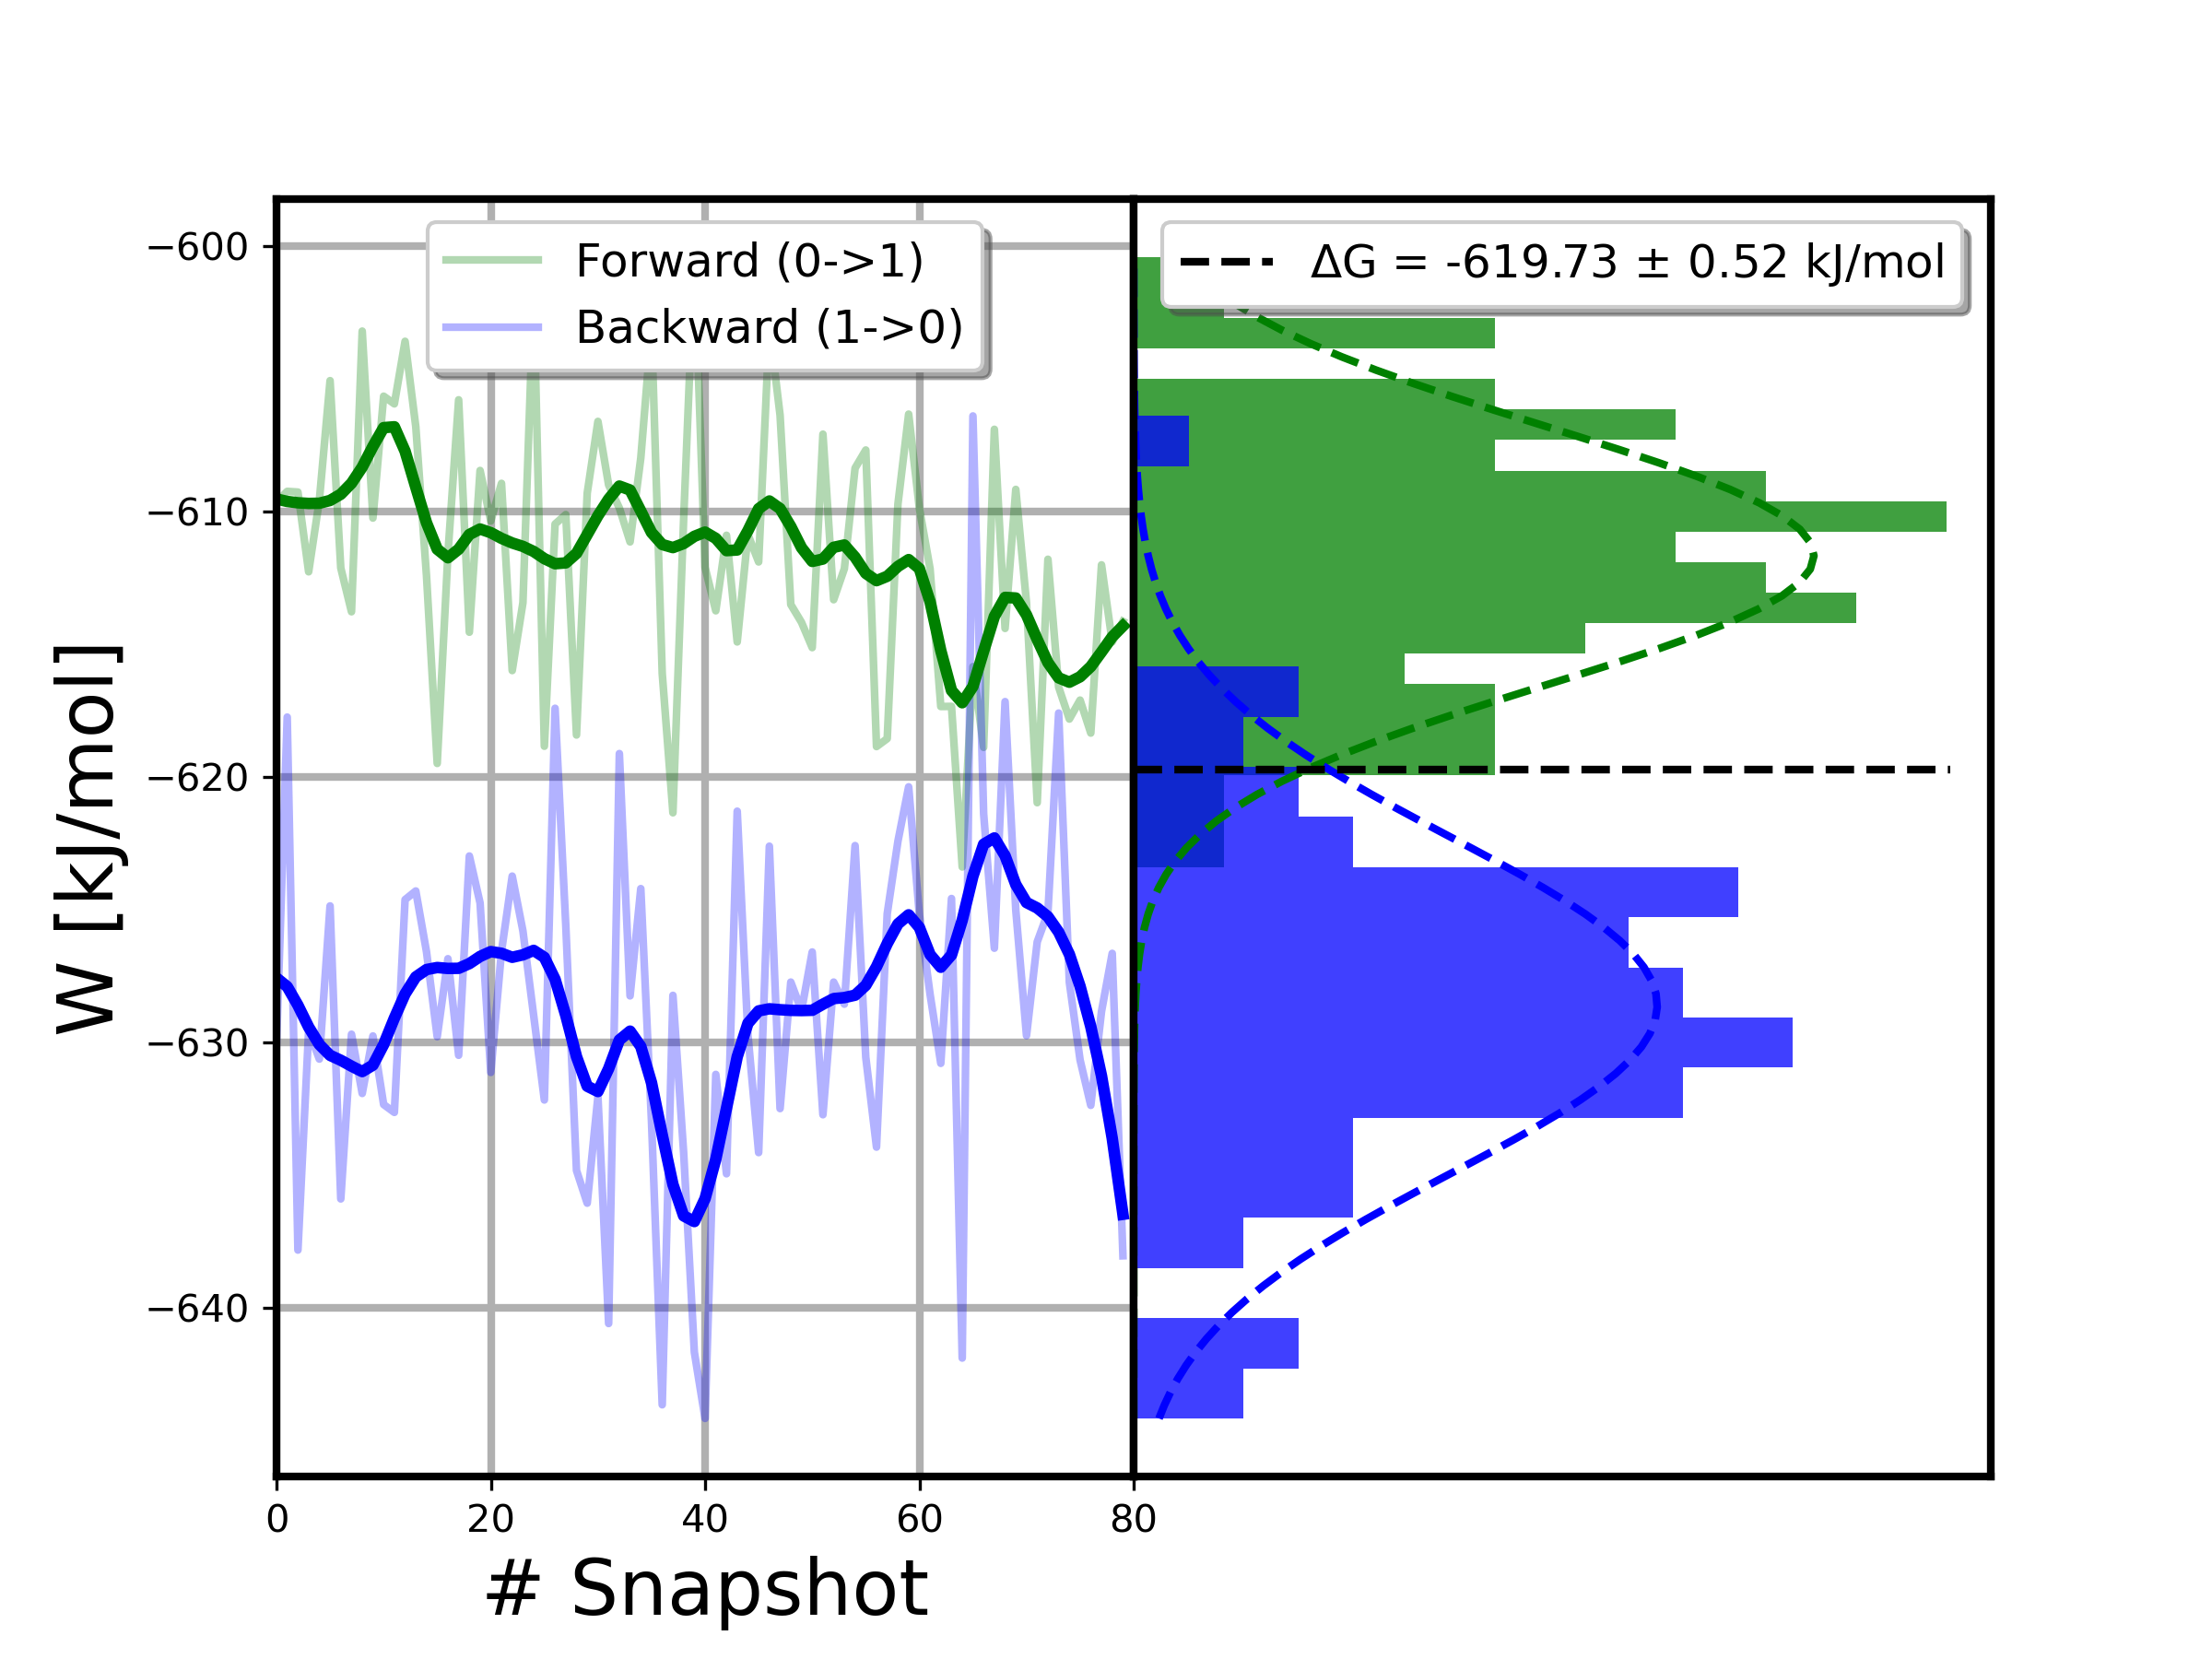 Forward (0->1)
Backward (1->0)
ΔG = -619.73 ± 0.52 kJ/mol
W [kJ/mol]
−600
−610
−620
−630
−640
0 20 40 60 80
# Snapshot